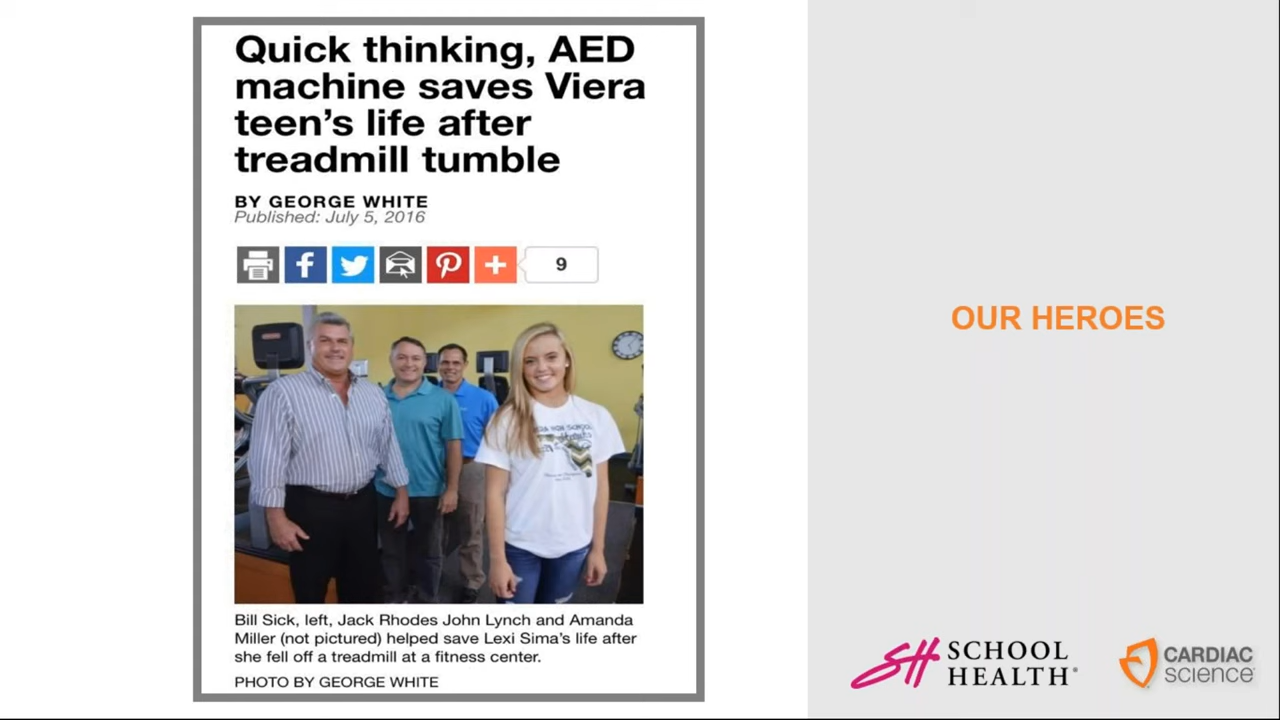 Quick thinking, AED
machine saves Viera
teen's life after
treadmill tumble
BY GEORGE WHITE
Published: July 5, 2016
9
Bill Sick, left, Jack Rhodes John Lynch and Amanda
Miller (not pictured) helped save Lexi Sima's life after
she fell off a treadmill at a fitness center.
PHOTO BY GEORGE WHITE
OUR HEROES
SCHOOL
HEALTH®
CARDIAC
science